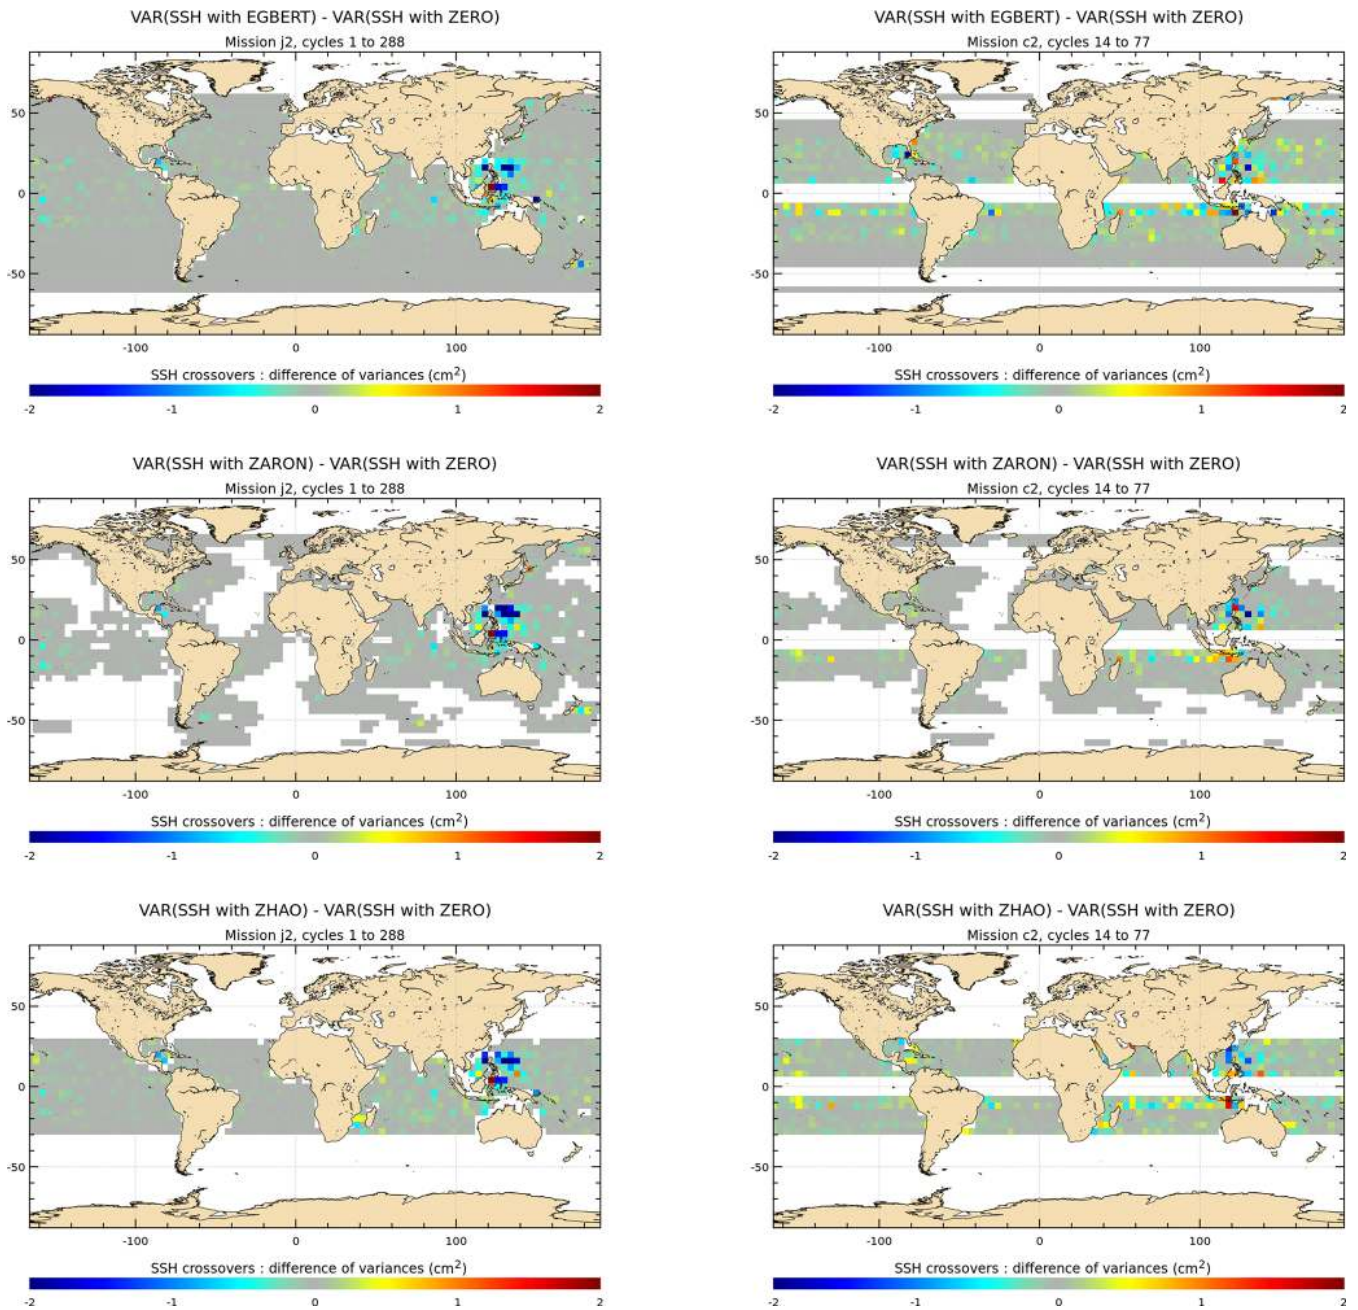 VAR(SSH with EGBERT) - VAR(SSH with ZERO)
Mission j2, cycles 1 to 288
50
0
-50
-100 0 100
SSH crossovers : difference of variances (cm²)
-2 -1 0 1 2
VAR(SSH with EGBERT) - VAR(SSH with ZERO)
Mission c2, cycles 14 to 77
50
0
-50
-100 0 100
SSH crossovers : difference of variances (cm²)
-2 -1 0 1 2
VAR(SSH with ZARON) - VAR(SSH with ZERO)
Mission j2, cycles 1 to 288
50
0
-50
-100 0 100
SSH crossovers : difference of variances (cm²)
-2 -1 0 1 2
VAR(SSH with ZARON) - VAR(SSH with ZERO)
Mission c2, cycles 14 to 77
50
0
-50
-100 0 100
SSH crossovers : difference of variances (cm²)
-2 -1 0 1 2
VAR(SSH with ZHAO) - VAR(SSH with ZERO)
Mission j2, cycles 1 to 288
50
0
-50
-100 0 100
SSH crossovers : difference of variances (cm²)
-2 -1 0 1 2
VAR(SSH with ZHAO) - VAR(SSH with ZERO)
Mission c2, cycles 14 to 77
50
0
-50
-100 0 100
SSH crossovers : difference of variances (cm²)
-2 -1 0 1 2